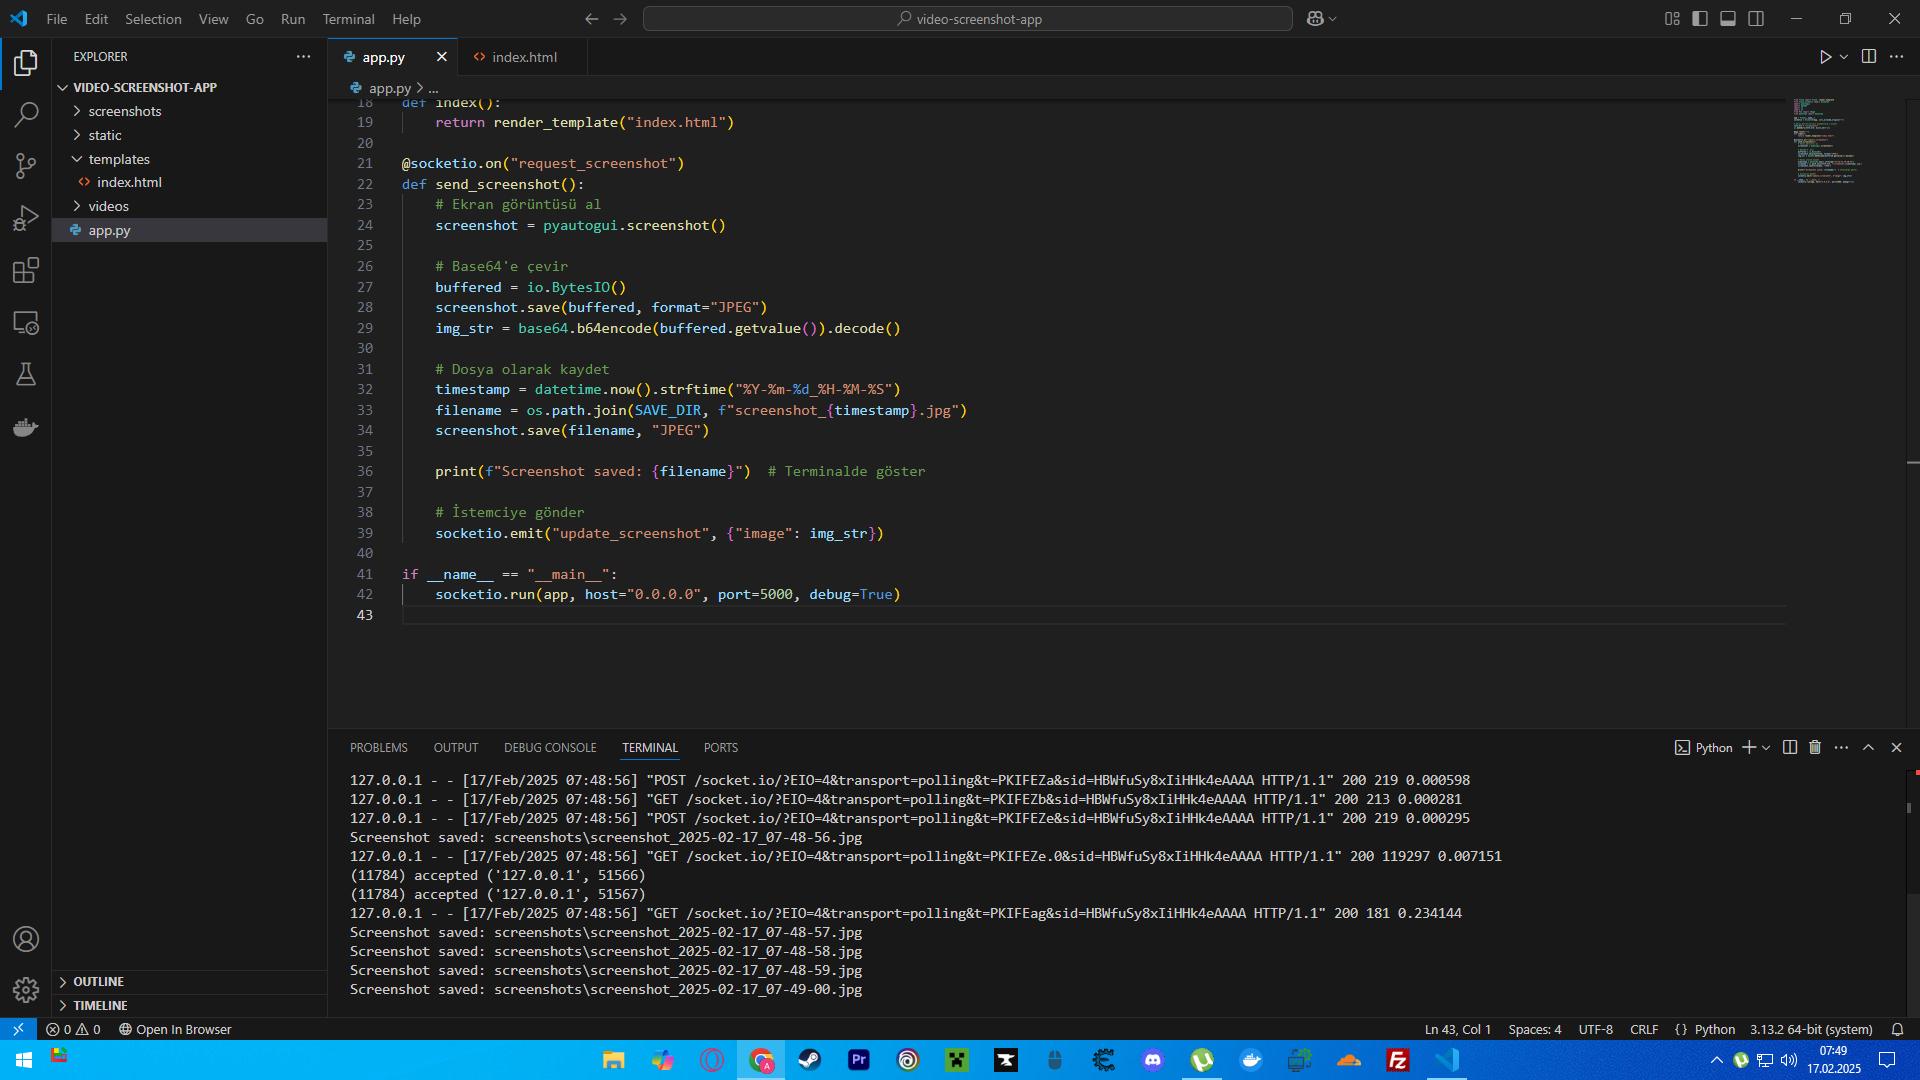 File Edit Selection View Go Run Terminal Help
video-screenshot-app
EXPLORER
VIDEO-SCREENSHOT-APP
screenshots
static
templates
index.html
videos
app.py
OUTLINE
TIMELINE
app.py
index.html
app.py > ...
18 def index():
19 return render_template("index.html")
20
21 @socketio.on("request_screenshot")
22 def send_screenshot():
23 # Ekran görüntüsü al
24 screenshot = pyautogui.screenshot()
25
26 # Base64'e çevir
27 buffered = io.BytesIO()
28 screenshot.save(buffered, format="JPEG")
29 img_str = base64.b64encode(buffered.getvalue()).decode()
30
31 # Dosya olarak kaydet
32 timestamp = datetime.now().strftime("%Y-%m-%d_%H-%M-%S")
33 filename = os.path.join(SAVE_DIR, f"screenshot_{timestamp}.jpg")
34 screenshot.save(filename, "JPEG")
35
36 print(f"Screenshot saved: {filename}") # Terminalde göster
37
38 # İstemciye gönder
39 socketio.emit("update_screenshot", {"image": img_str})
40
41 if __name__ == "__main__":
42 socketio.run(app, host="0.0.0.0", port=5000, debug=True)
43
PROBLEMS OUTPUT DEBUG CONSOLE TERMINAL PORTS
Python
127.0.0.1 - - [17/Feb/2025 07:48:56] "POST /socket.io/?EIO=4&transport=polling&t=PKIFEZa&sid=HBWfuSy8xIiHHk4eAAAA HTTP/1.1" 200 219 0.000598
127.0.0.1 - - [17/Feb/2025 07:48:56] "GET /socket.io/?EIO=4&transport=polling&t=PKIFEZb&sid=HBWfuSy8xIiHHk4eAAAA HTTP/1.1" 200 213 0.000281
127.0.0.1 - - [17/Feb/2025 07:48:56] "POST /socket.io/?EIO=4&transport=polling&t=PKIFEZe&sid=HBWfuSy8xIiHHk4eAAAA HTTP/1.1" 200 219 0.000295
Screenshot saved: screenshots\screenshot_2025-02-17_07-48-56.jpg
127.0.0.1 - - [17/Feb/2025 07:48:56] "GET /socket.io/?EIO=4&transport=polling&t=PKIFEZe.0&sid=HBWfuSy8xIiHHk4eAAAA HTTP/1.1" 200 119297 0.007151
(11784) accepted ('127.0.0.1', 51566)
(11784) accepted ('127.0.0.1', 51567)
127.0.0.1 - - [17/Feb/2025 07:48:56] "GET /socket.io/?EIO=4&transport=polling&t=PKIFEag&sid=HBWfuSy8xIiHHk4eAAAA HTTP/1.1" 200 181 0.234144
Screenshot saved: screenshots\screenshot_2025-02-17_07-48-57.jpg
Screenshot saved: screenshots\screenshot_2025-02-17_07-48-58.jpg
Screenshot saved: screenshots\screenshot_2025-02-17_07-48-59.jpg
Screenshot saved: screenshots\screenshot_2025-02-17_07-49-00.jpg
0 0 Open In Browser
Ln 43, Col 1 Spaces: 4 UTF-8 CRLF {} Python 3.13.2 64-bit (system)
A
Pr
Fz
07:49
17.02.2025